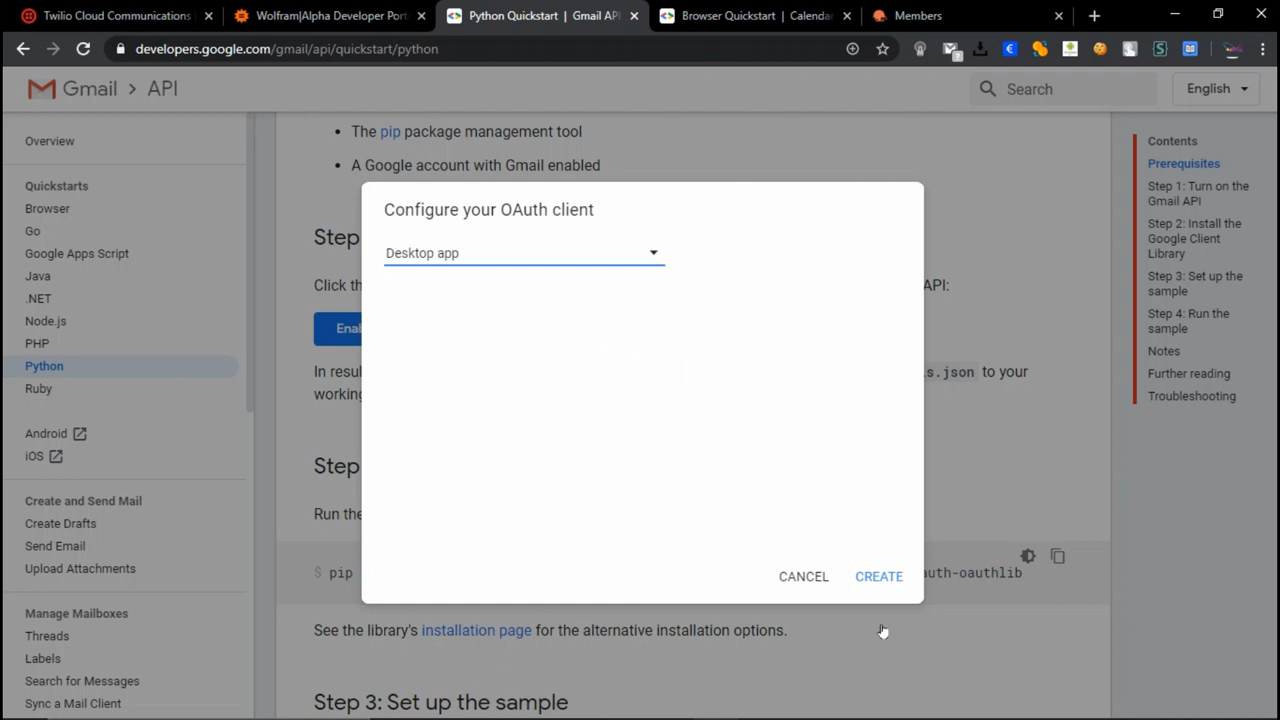 Twilio Cloud Communications
Wolfram|Alpha Developer Port
Python Quickstart | Gmail API
Browser Quickstart | Calenda
Members
developers.google.com/gmail/api/quickstart/python
Gmail > API
Search
English
Overview
Quickstarts
Browser
Go
Google Apps Script
Java
.NET
Node.js
PHP
Python
Ruby
Android
iOS
Create and Send Mail
Create Drafts
Send Email
Upload Attachments
Manage Mailboxes
Threads
Labels
Search for Messages
Sync a Mail Client
• The pip package management tool
• A Google account with Gmail enabled
Step
Click th
API:
Enab
In resul
s.json to your
working
Step
Run the
$ pip
auth-oauthlib
See the library's installation page for the alternative installation options.
Step 3: Set up the sample
Configure your OAuth client
Desktop app
CANCEL
CREATE
Contents
Prerequisites
Step 1: Turn on the
Gmail API
Step 2: Install the
Google Client
Library
Step 3: Set up the
sample
Step 4: Run the
sample
Notes
Further reading
Troubleshooting